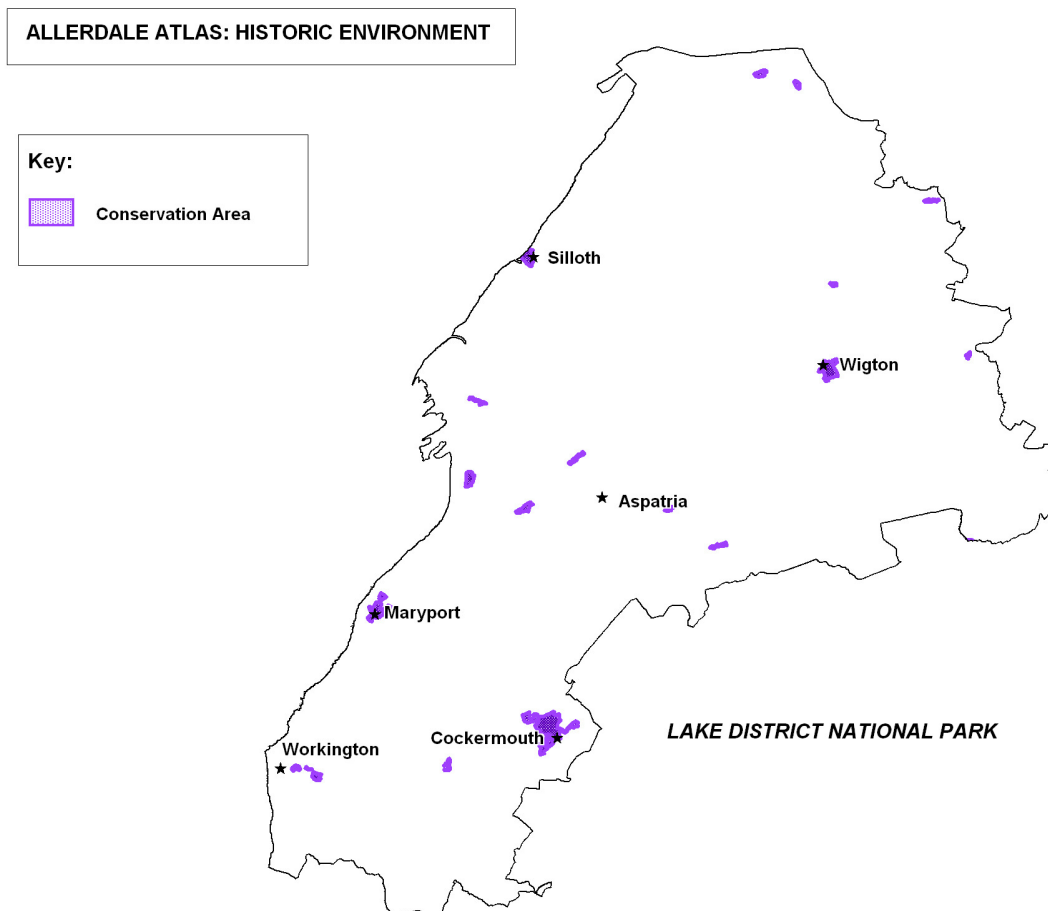 ALLERDALE ATLAS: HISTORIC ENVIRONMENT
Key:
Conservation Area
Silloth
Wigton
Aspatria
Maryport
LAKE DISTRICT NATIONAL PARK
Cockermouth
Workington